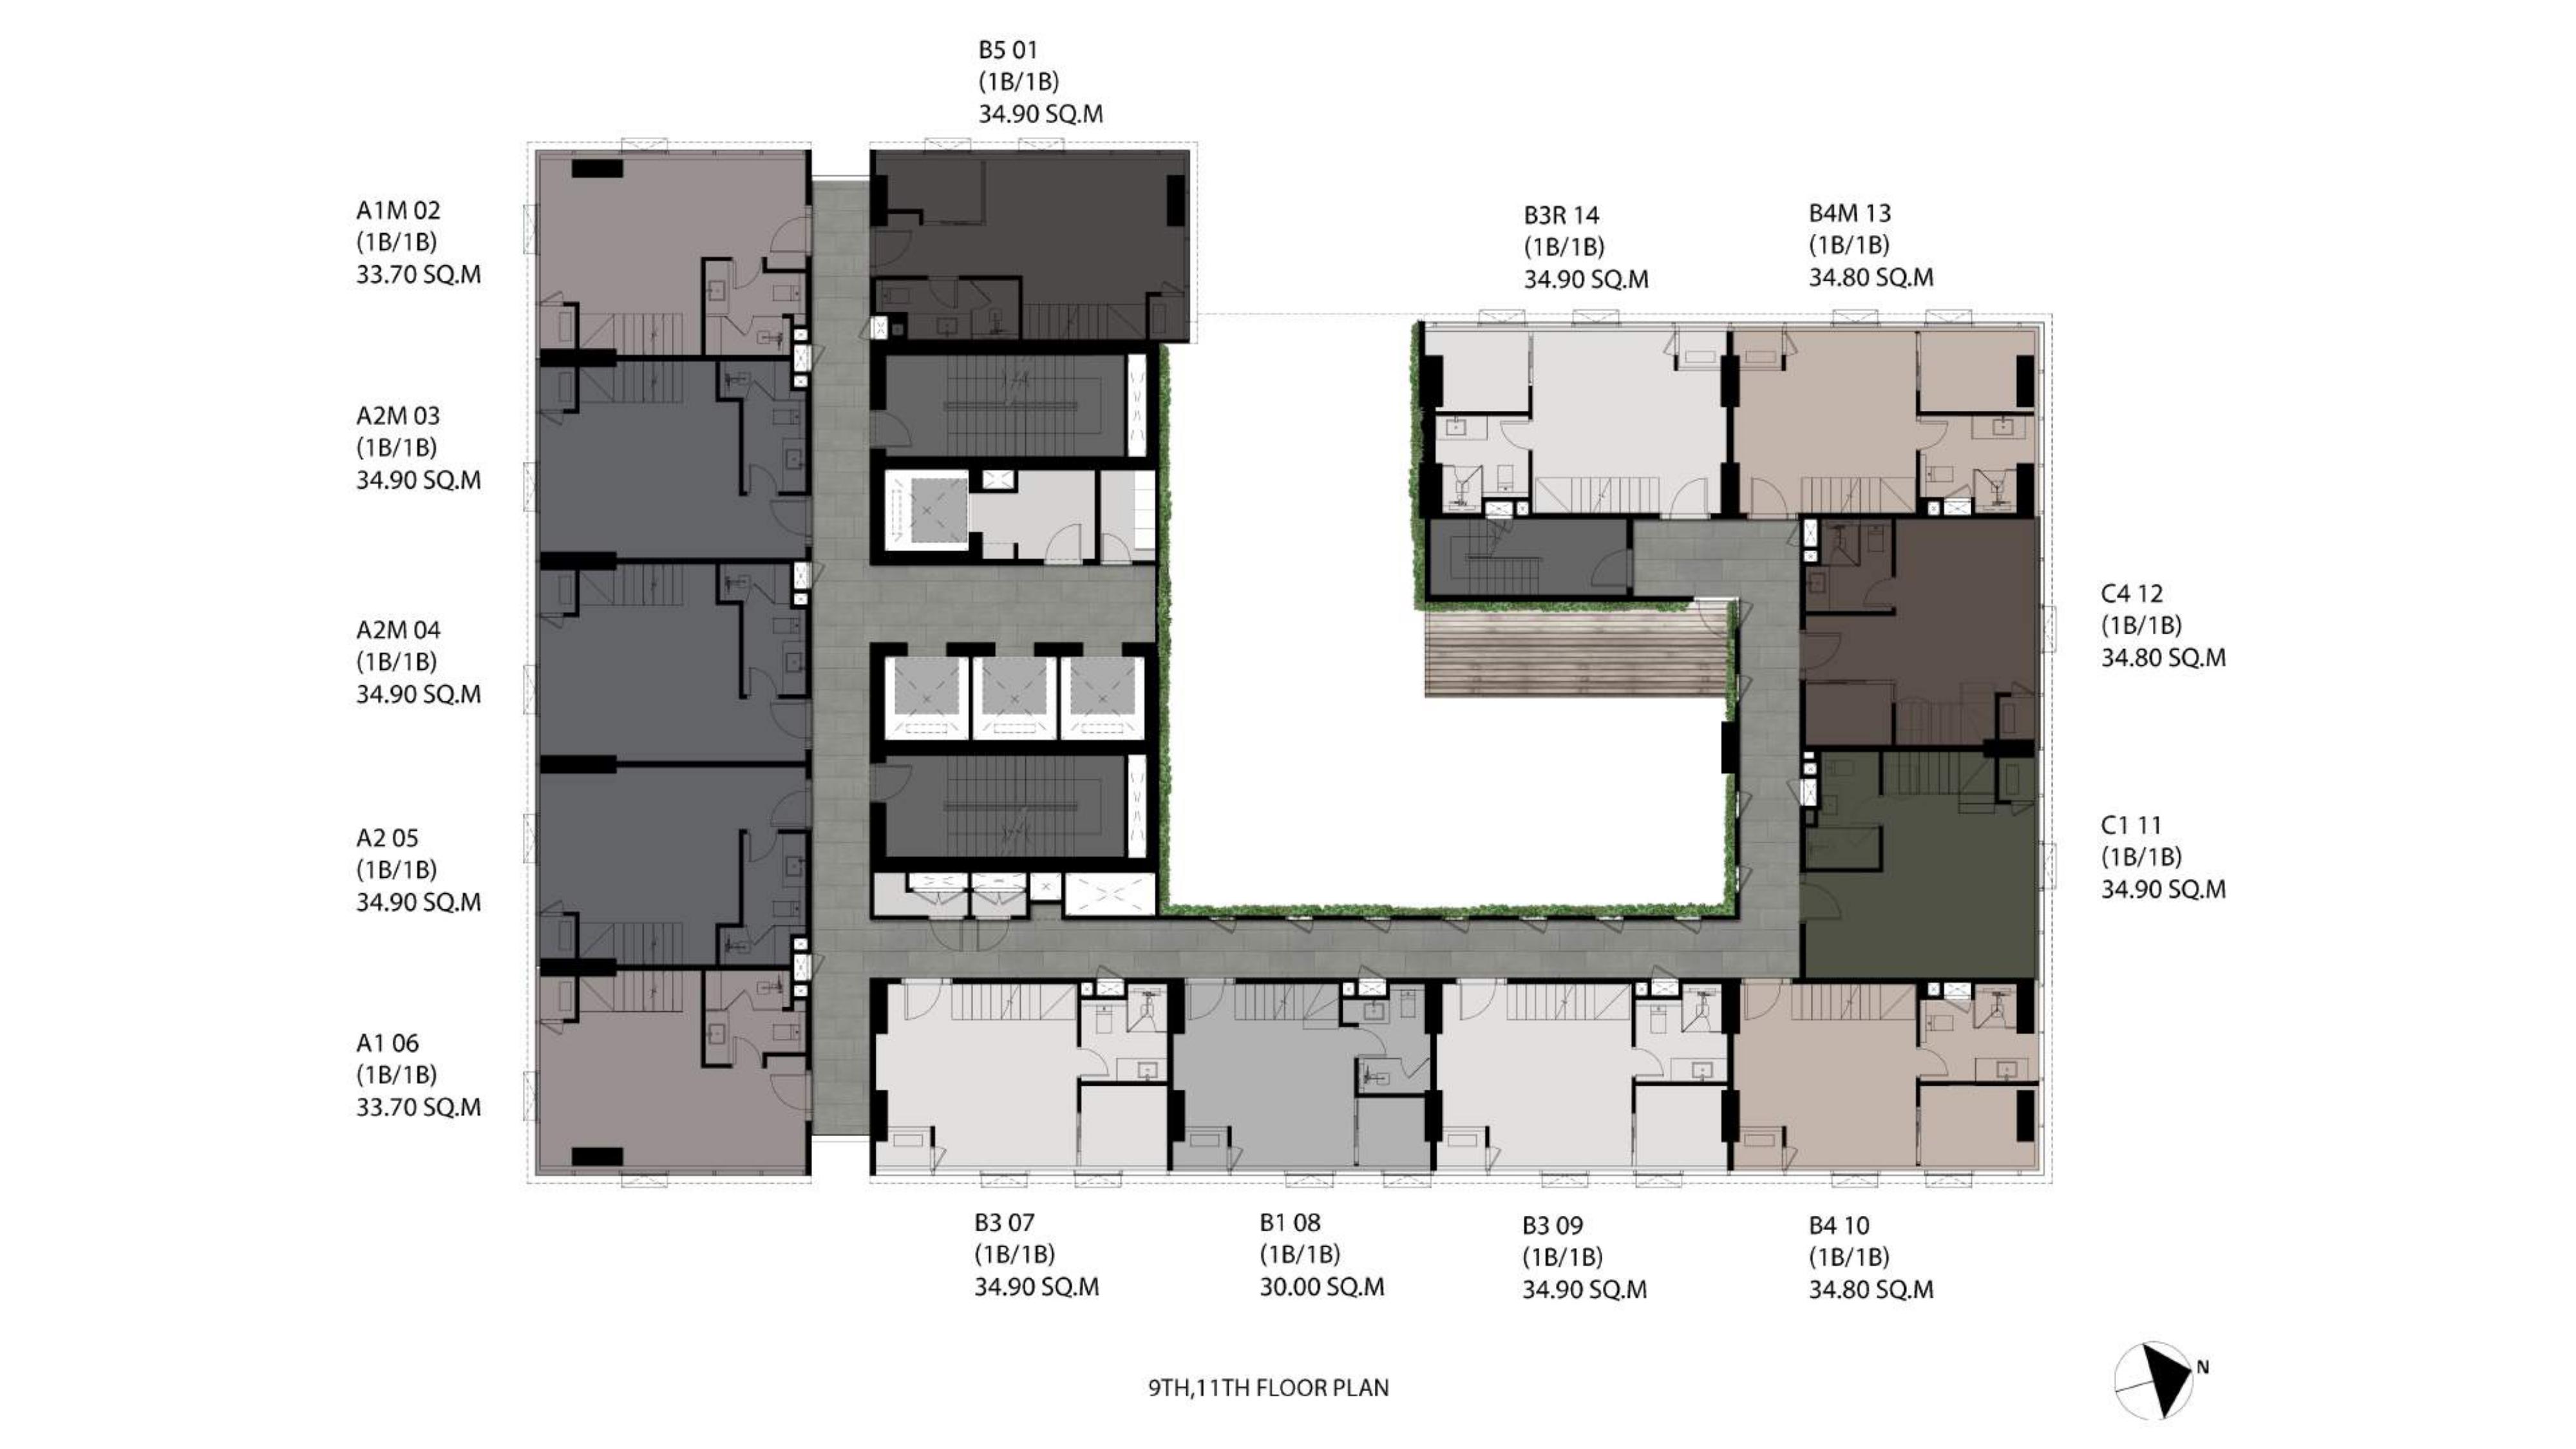 B5 01
(1B/1B)
34.90 SQ.M
A1M 02
(1B/1B)
33.70 SQ.M
B3R 14
(1B/1B)
34.90 SQ.M
B4M 13
(1B/1B)
34.80 SQ.M
A2M 03
(1B/1B)
34.90 SQ.M
A2M 04
(1B/1B)
34.90 SQ.M
C4 12
(1B/1B)
34.80 SQ.M
A2 05
(1B/1B)
34.90 SQ.M
C1 11
(1B/1B)
34.90 SQ.M
A1 06
(1B/1B)
33.70 SQ.M
B3 07
(1B/1B)
34.90 SQ.M
B1 08
(1B/1B)
30.00 SQ.M
B3 09
(1B/1B)
34.90 SQ.M
B4 10
(1B/1B)
34.80 SQ.M
9TH,11TH FLOOR PLAN
N